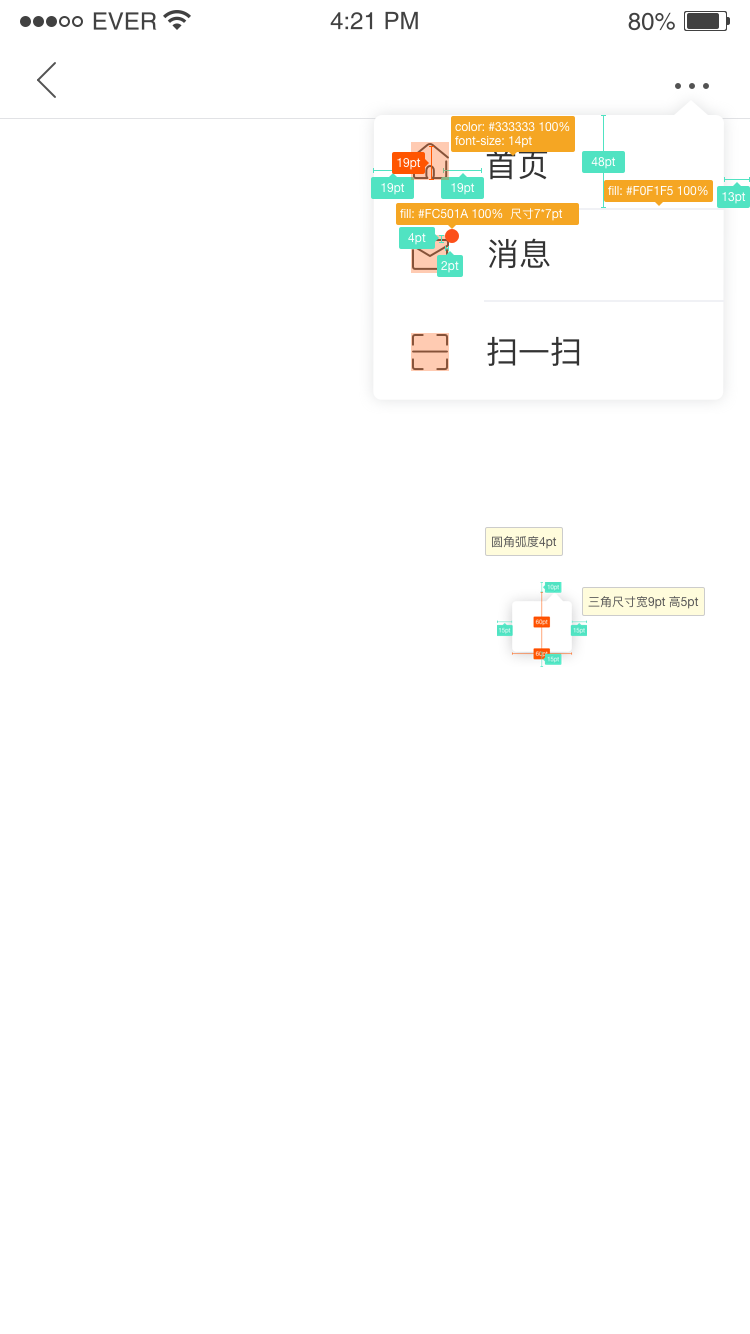 EVER 4:21 PM 80%
color: #333333 100%
font-size: 14pt
首页
19pt
48pt
19pt
19pt
fill: #F0F1F5 100%
13pt
fill: #FC501A 100% 尺寸7*7pt
4pt
消息
2pt
扫一扫
圆角弧度4pt
10pt
三角尺寸宽9pt 高5pt
60pt
15pt
15pt
60pt
15pt